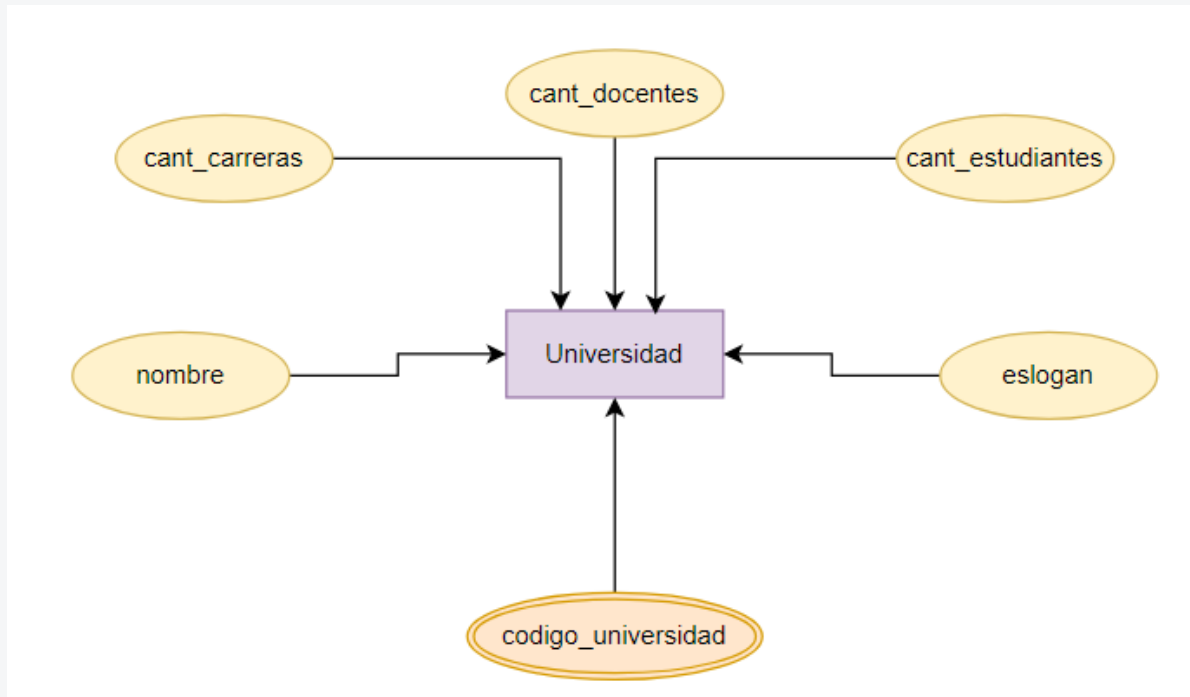 cant_docentes
cant_carreras
cant_estudiantes
Universidad
nombre
eslogan
codigo_universidad